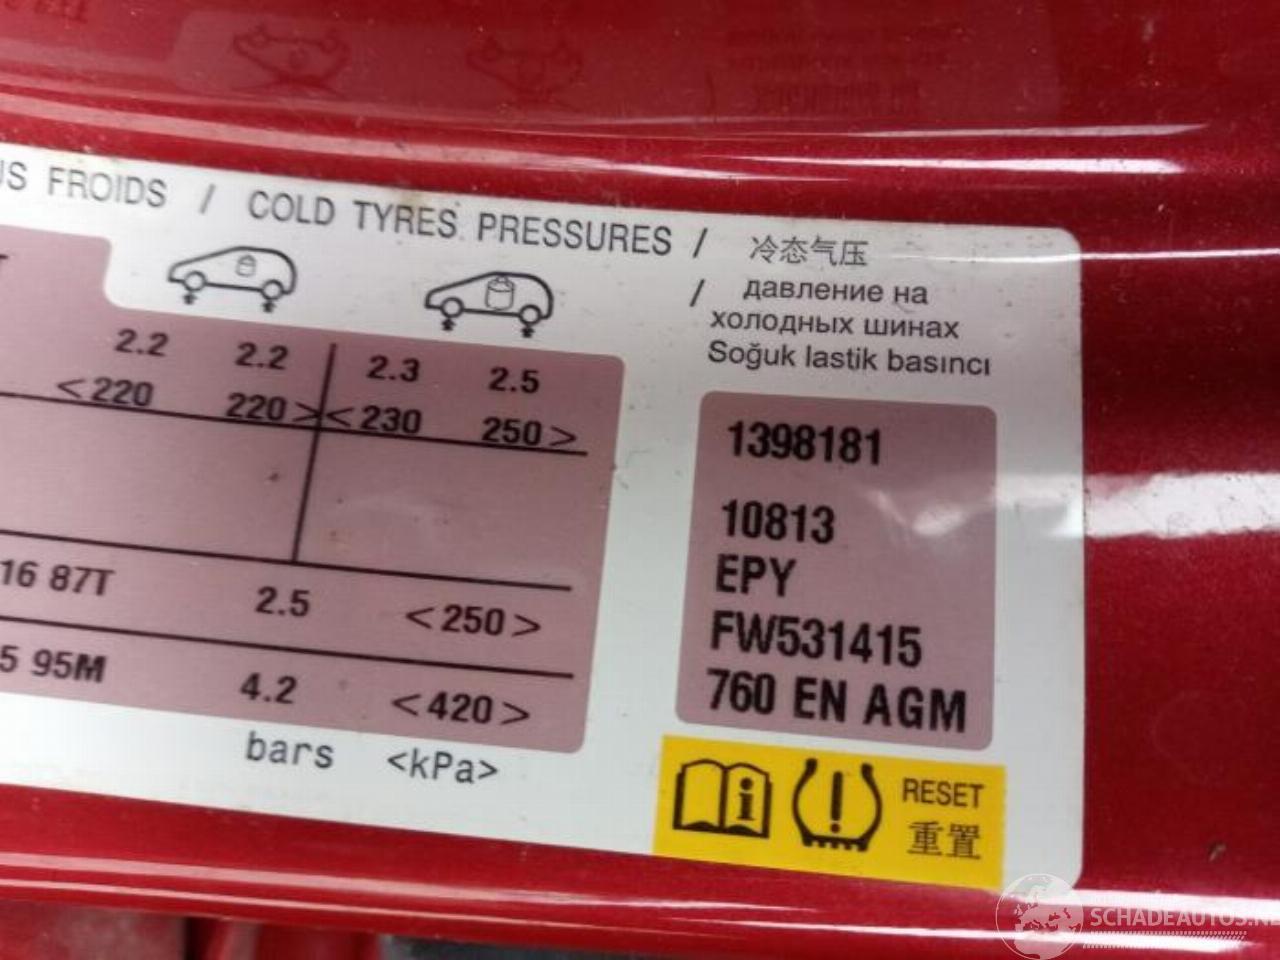 FROIDS / COLD TYRES PRESSURES / 冷态气压
/ давление на
холодных шинах
Soğuk lastik basıncı
2.2 2.2 2.3 2.5
<220 220> <230 250>
16 87T 2.5 <250>
5 95M 4.2 <420>
bars <kPa>
1398181
10813
EPY
FW531415
760 EN AGM
RESET
重置
SCHADEAUTOS.NL